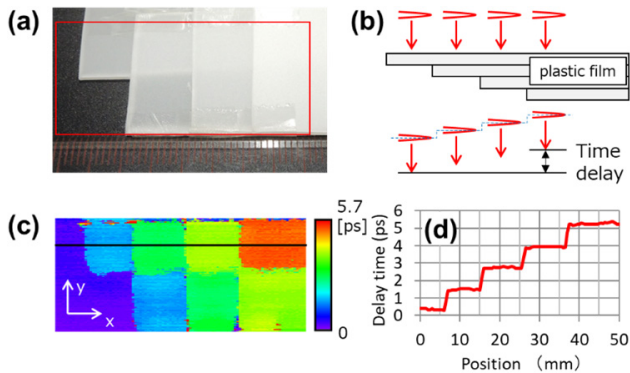 (a)
(b)
plastic film
Time
delay
(c)
5.7
[ps]
0
y
x
(d)
Delay time (ps)
6
5
4
3
2
1
0
0 10 20 30 40 50
Position （mm）